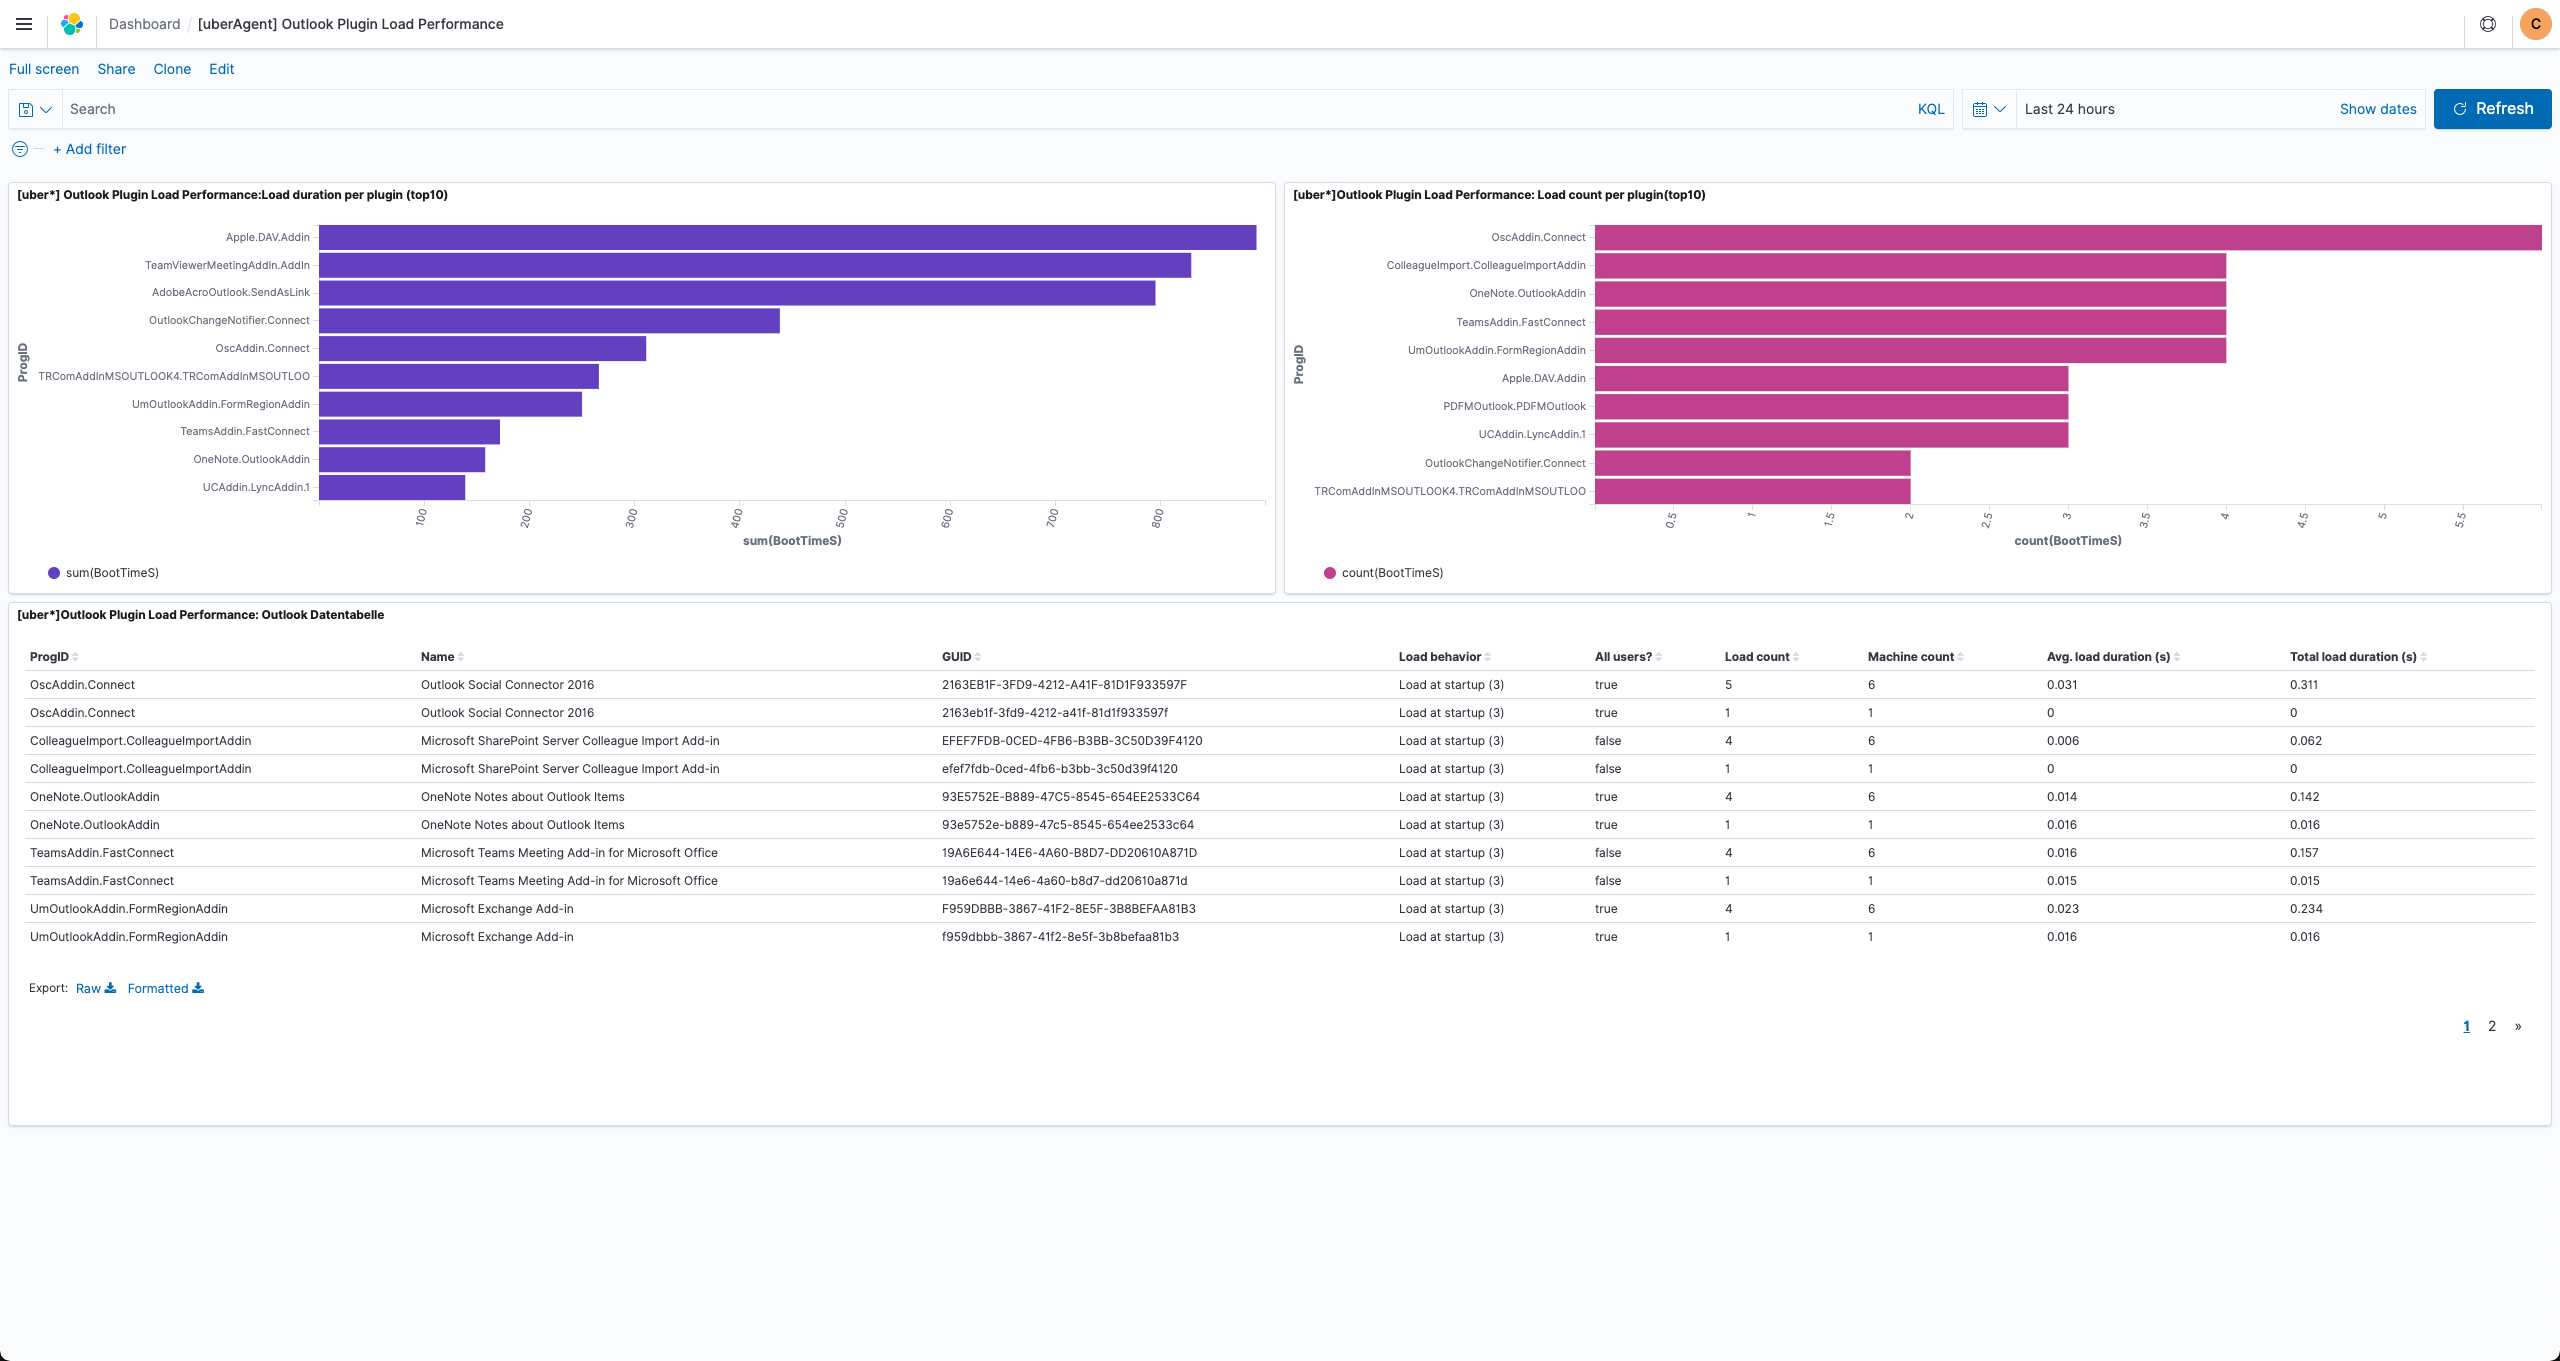 Dashboard / [uberAgent] Outlook Plugin Load Performance
C
Full screen Share Clone Edit
Search KQL Last 24 hours Show dates Refresh
+ Add filter
[uber*] Outlook Plugin Load Performance:Load duration per plugin (top10)
ProgID
Apple.DAV.Addin
TeamViewerMeetingAddIn.AddIn
AdobeAcroOutlook.SendAsLink
OutlookChangeNotifier.Connect
OscAddin.Connect
TRComAddInMSOUTLOOK4.TRComAddInMSOUTLOO
UmOutlookAddin.FormRegionAddin
TeamsAddin.FastConnect
OneNote.OutlookAddin
UCAddin.LyncAddin.1
100 200 300 400 500 600 700 800
sum(BootTimeS)
sum(BootTimeS)
[uber*]Outlook Plugin Load Performance: Load count per plugin(top10)
ProgID
OscAddin.Connect
ColleagueImport.ColleagueImportAddin
OneNote.OutlookAddin
TeamsAddin.FastConnect
UmOutlookAddin.FormRegionAddin
Apple.DAV.Addin
PDFMOutlook.PDFMOutlook
UCAddin.LyncAddin.1
OutlookChangeNotifier.Connect
TRComAddInMSOUTLOOK4.TRComAddInMSOUTLOO
0.5 1 1.5 2 2.5 3 3.5 4 4.5 5 5.5
count(BootTimeS)
count(BootTimeS)
[uber*]Outlook Plugin Load Performance: Outlook Datentabelle
ProgID Name GUID Load behavior All users? Load count Machine count Avg. load duration (s) Total load duration (s)
OscAddin.Connect Outlook Social Connector 2016 2163EB1F-3FD9-4212-A41F-81D1F933597F Load at startup (3) true 5 6 0.031 0.311
OscAddin.Connect Outlook Social Connector 2016 2163eb1f-3fd9-4212-a41f-81d1f933597f Load at startup (3) true 1 1 0 0
ColleagueImport.ColleagueImportAddin Microsoft SharePoint Server Colleague Import Add-in EFEF7FDB-0CED-4FB6-B3BB-3C50D39F4120 Load at startup (3) false 4 6 0.006 0.062
ColleagueImport.ColleagueImportAddin Microsoft SharePoint Server Colleague Import Add-in efef7fdb-0ced-4fb6-b3bb-3c50d39f4120 Load at startup (3) false 1 1 0 0
OneNote.OutlookAddin OneNote Notes about Outlook Items 93E5752E-B889-47C5-8545-654EE2533C64 Load at startup (3) true 4 6 0.014 0.142
OneNote.OutlookAddin OneNote Notes about Outlook Items 93e5752e-b889-47c5-8545-654ee2533c64 Load at startup (3) true 1 1 0.016 0.016
TeamsAddin.FastConnect Microsoft Teams Meeting Add-in for Microsoft Office 19A6E644-14E6-4A60-B8D7-DD20610A871D Load at startup (3) false 4 6 0.016 0.157
TeamsAddin.FastConnect Microsoft Teams Meeting Add-in for Microsoft Office 19a6e644-14e6-4a60-b8d7-dd20610a871d Load at startup (3) false 1 1 0.015 0.015
UmOutlookAddin.FormRegionAddin Microsoft Exchange Add-in F959DBBB-3867-41F2-8E5F-3B8BEFAA81B3 Load at startup (3) true 4 6 0.023 0.234
UmOutlookAddin.FormRegionAddin Microsoft Exchange Add-in f959dbbb-3867-41f2-8e5f-3b8befaa81b3 Load at startup (3) true 1 1 0.016 0.016
Export: Raw Formatted
1 2 »